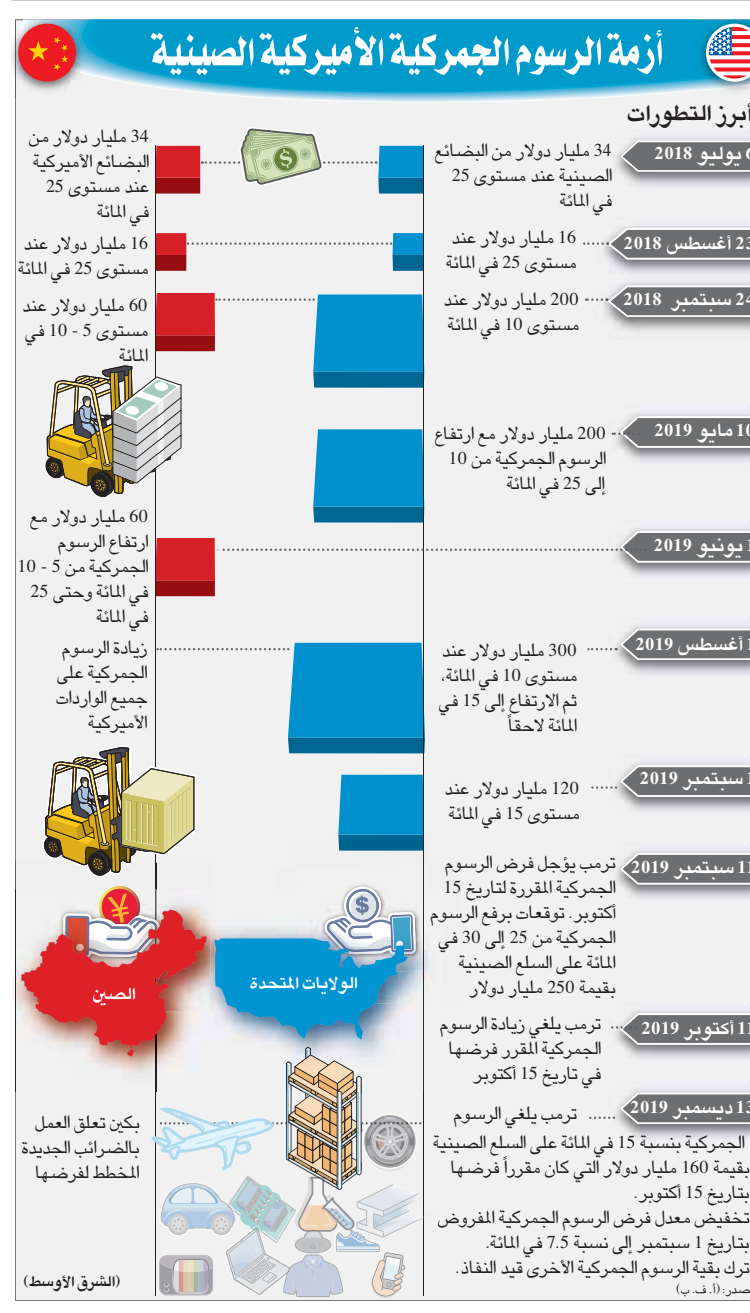 أزمة الرسوم الجمركية الأميركية الصينية
أبرز التطورات
6 يوليو 2018
34 مليار دولار من البضائع
الصينية عند مستوى 25
في المائة
34 مليار دولار من
البضائع الأميركية
عند مستوى 25
في المائة
$
23 أغسطس 2018
16 مليار دولار عند
مستوى 25 في المائة
16 مليار دولار عند
مستوى 25 في المائة
24 سبتمبر 2018
200 مليار دولار عند
مستوى 10 في المائة
60 مليار دولار عند
مستوى 5 - 10 في
المائة
10 مايو 2019
200 مليار دولار مع ارتفاع
الرسوم الجمركية من 10
إلى 25 في المائة
1 يونيو 2019
60 مليار دولار مع
ارتفاع الرسوم
الجمركية من 5 - 10
في المائة وحتى 25
في المائة
1 أغسطس 2019
300 مليار دولار عند
مستوى 10 في المائة،
ثم الارتفاع إلى 15 في
المائة لاحقاً
زيادة الرسوم
الجمركية على
جميع الواردات
الأميركية
1 سبتمبر 2019
120 مليار دولار عند
مستوى 15 في المائة
11 سبتمبر 2019
ترمب يؤجل فرض الرسوم
الجمركية المقررة لتاريخ 15
أكتوبر. توقعات برفع الرسوم
الجمركية من 25 إلى 30 في
المائة على السلع الصينية
بقيمة 250 مليار دولار
$
¥
الولايات المتحدة
الصين
11 أكتوبر 2019
ترمب يلغي زيادة الرسوم
الجمركية المقرر فرضها
في تاريخ 15 أكتوبر
13 ديسمبر 2019
ترمب يلغي الرسوم
الجمركية بنسبة 15 في المائة على السلع الصينية
بقيمة 160 مليار دولار التي كان مقرراً فرضها
بتاريخ 15 أكتوبر.
تخفيض معدل فرض الرسوم الجمركية المفروض
بتاريخ 1 سبتمبر إلى نسبة 7.5 في المائة.
ترك بقية الرسوم الجمركية الأخرى قيد النفاذ.
صدر: (أ. ف. ب)
بكين تعلق العمل
بالضرائب الجديدة
المخطط لفرضها
(الشرق الأوسط)